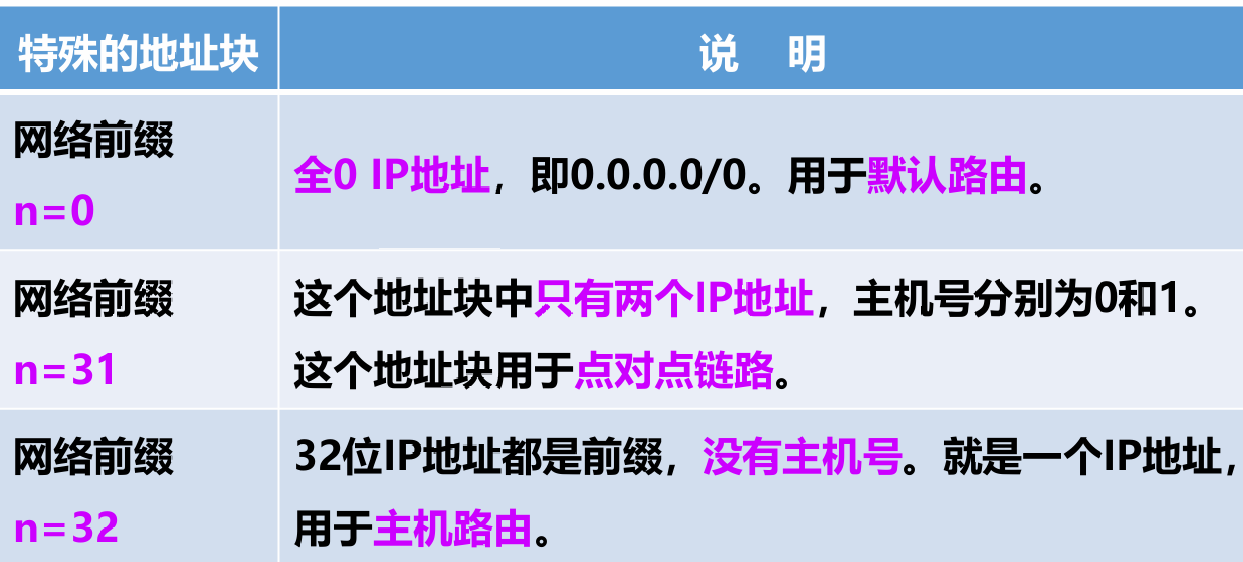 特殊的地址块
说 明
网络前缀
n=0
全0 IP地址，即0.0.0.0/0。用于默认路由。
网络前缀
n=31
这个地址块中只有两个IP地址，主机号分别为0和1。
这个地址块用于点对点链路。
网络前缀
n=32
32位IP地址都是前缀，没有主机号。就是一个IP地址，
用于主机路由。